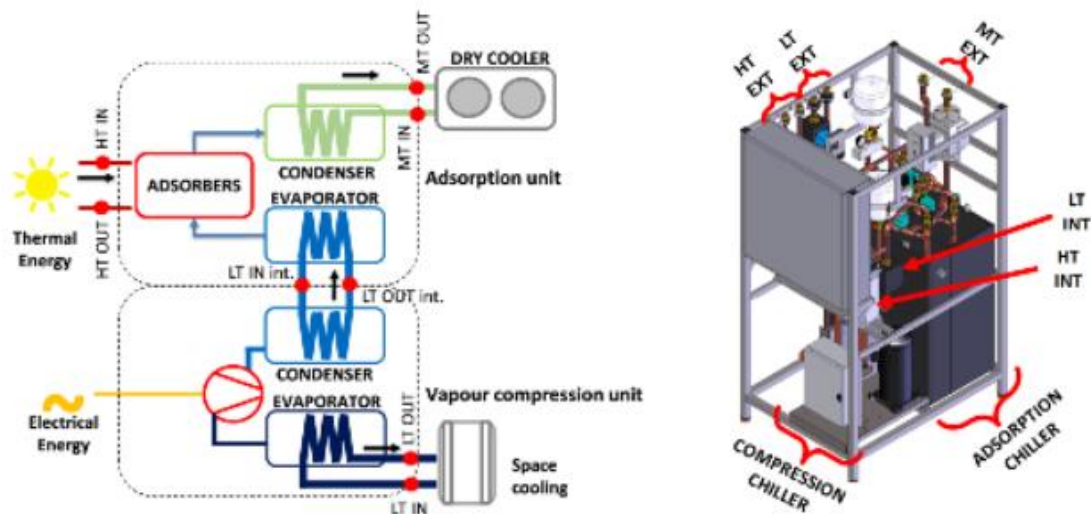 MT OUT
DRY COOLER
HT IN
MT IN
CONDENSER
ADSORBERS
Adsorption unit
EVAPORATOR
Thermal
Energy
HT OUT
LT IN int.
LT OUT int.
CONDENSER
EVAPORATOR
Vapour compression unit
Electrical
Energy
LT OUT
Space
cooling
LT IN
HT
EXT
LT
EXT
MT
EXT
LT
INT
HT
INT
COMPRESSION
CHILLER
ADSORPTION
CHILLER